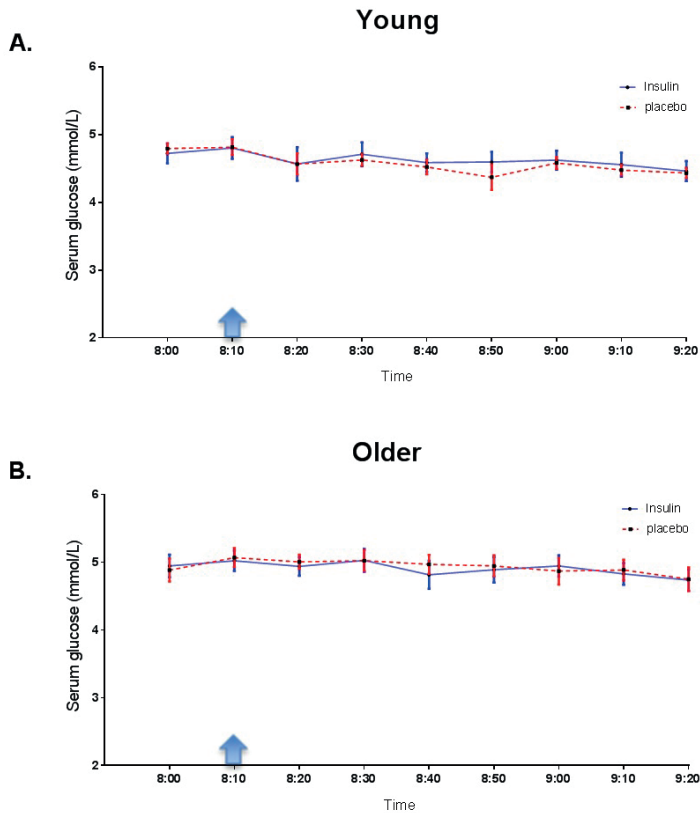 Young
A.
Serum glucose (mmol/L)
6
5
4
3
2
Insulin
placebo
8:00 8:10 8:20 8:30 8:40 8:50 9:00 9:10 9:20
Time
Older
B.
Serum glucose (mmol/L)
6
5
4
3
2
Insulin
placebo
8:00 8:10 8:20 8:30 8:40 8:50 9:00 9:10 9:20
Time